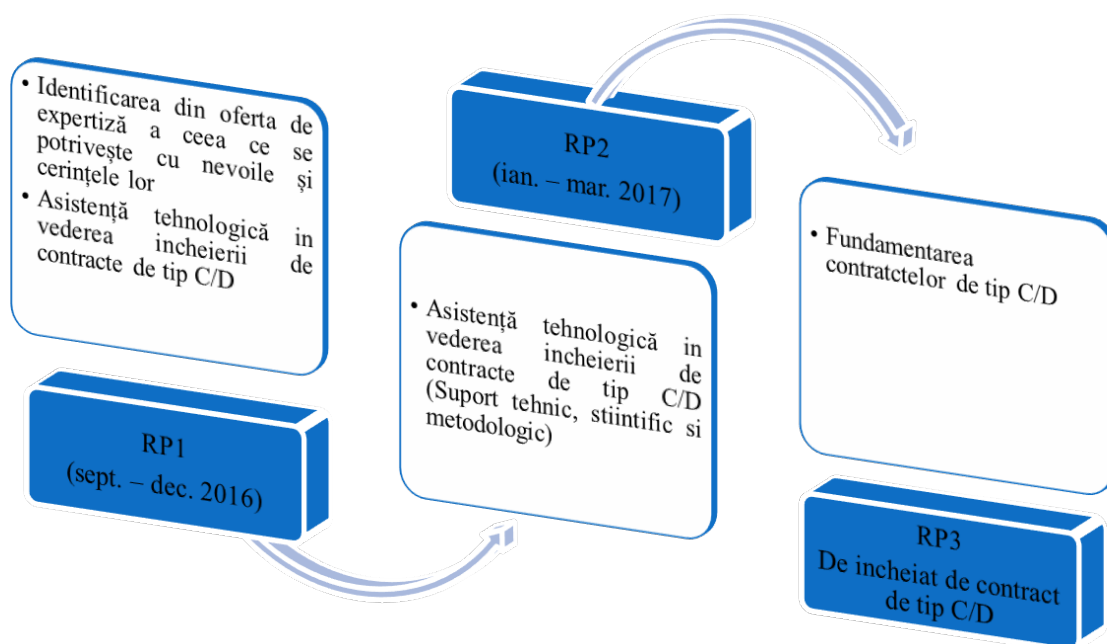 • Identificarea din oferta de
expertiză a ceea ce se
potrivește cu nevoile și
cerințele lor
• Asistență tehnologică in
vederea incheierii de
contracte de tip C/D
RP1
(sept. – dec. 2016)
RP2
(ian. – mar. 2017)
• Asistență tehnologică in
vederea incheierii de
contracte de tip C/D
(Suport tehnic, stiintific si
metodologic)
• Fundamentarea
contratctelor de tip C/D
RP3
De incheiat de contract
de tip C/D